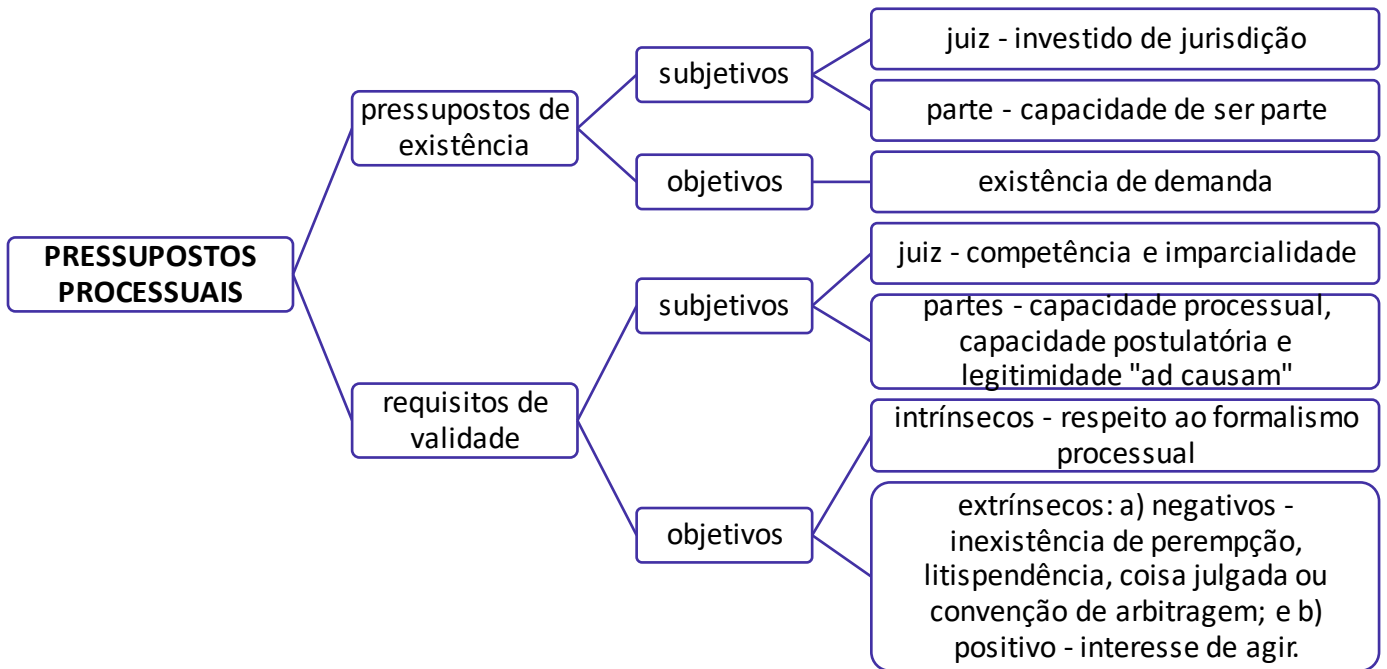 PRESSUPOSTOS
PROCESSUAIS
pressupostos de
existência
subjetivos
juiz - investido de jurisdição
parte - capacidade de ser parte
objetivos
existência de demanda
requisitos de
validade
subjetivos
juiz - competência e imparcialidade
partes - capacidade processual,
capacidade postulatória e
legitimidade "ad causam"
objetivos
intrínsecos - respeito ao formalismo
processual
extrínsecos: a) negativos -
inexistência de perempção,
litispendência, coisa julgada ou
convenção de arbitragem; e b)
positivo - interesse de agir.